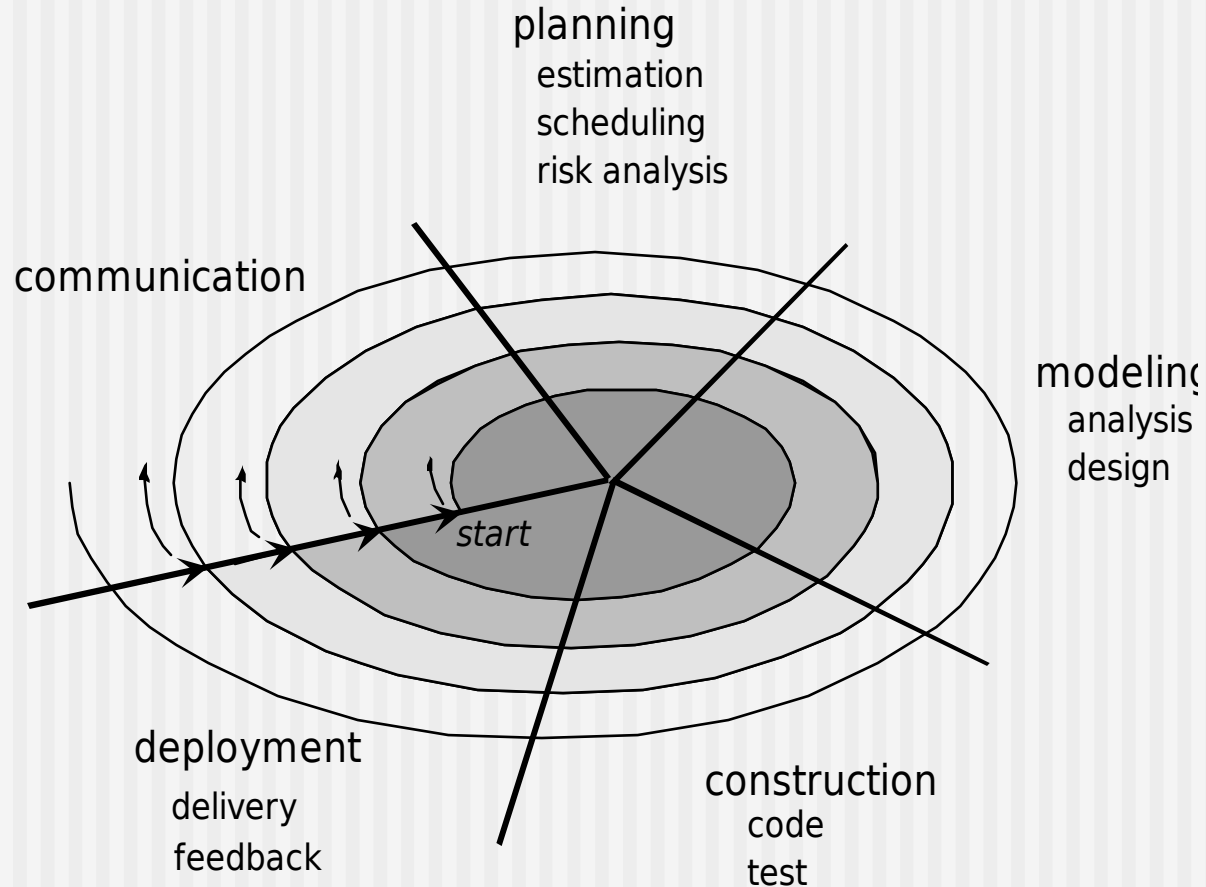 planning
estimation
scheduling
risk analysis
communication
modeling
analysis
design
start
deployment
delivery
feedback
construction
code
test